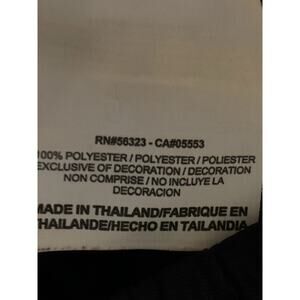 RN#56323 - CA#05553
100% POLYESTER / POLYESTER / POLIESTER
EXCLUSIVE OF DECORATION / DECORATION
NON COMPRISE / NO INCLUYE LA
DECORACION
MADE IN THAILAND/FABRIQUE EN
THAILANDE/HECHO EN TAILANDIA